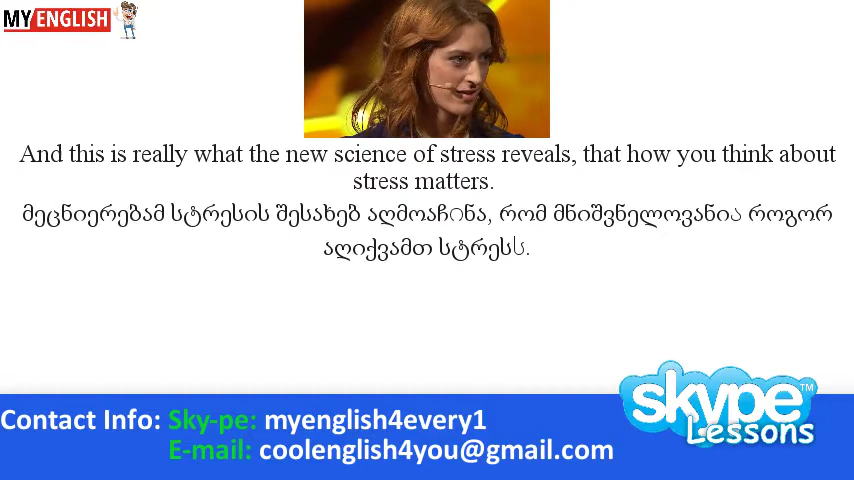 MY ENGLISH
And this is really what the new science of stress reveals, that how you think about
stress matters.
მეცნიერებამ სტრესის შესახებ აღმოაჩინა, რომ მნიშვნელოვანია როგორ
აღიქვამთ სტრესს.
skype™
Lessons
Contact Info: Sky-pe: myenglish4every1
E-mail: coolenglish4you@gmail.com